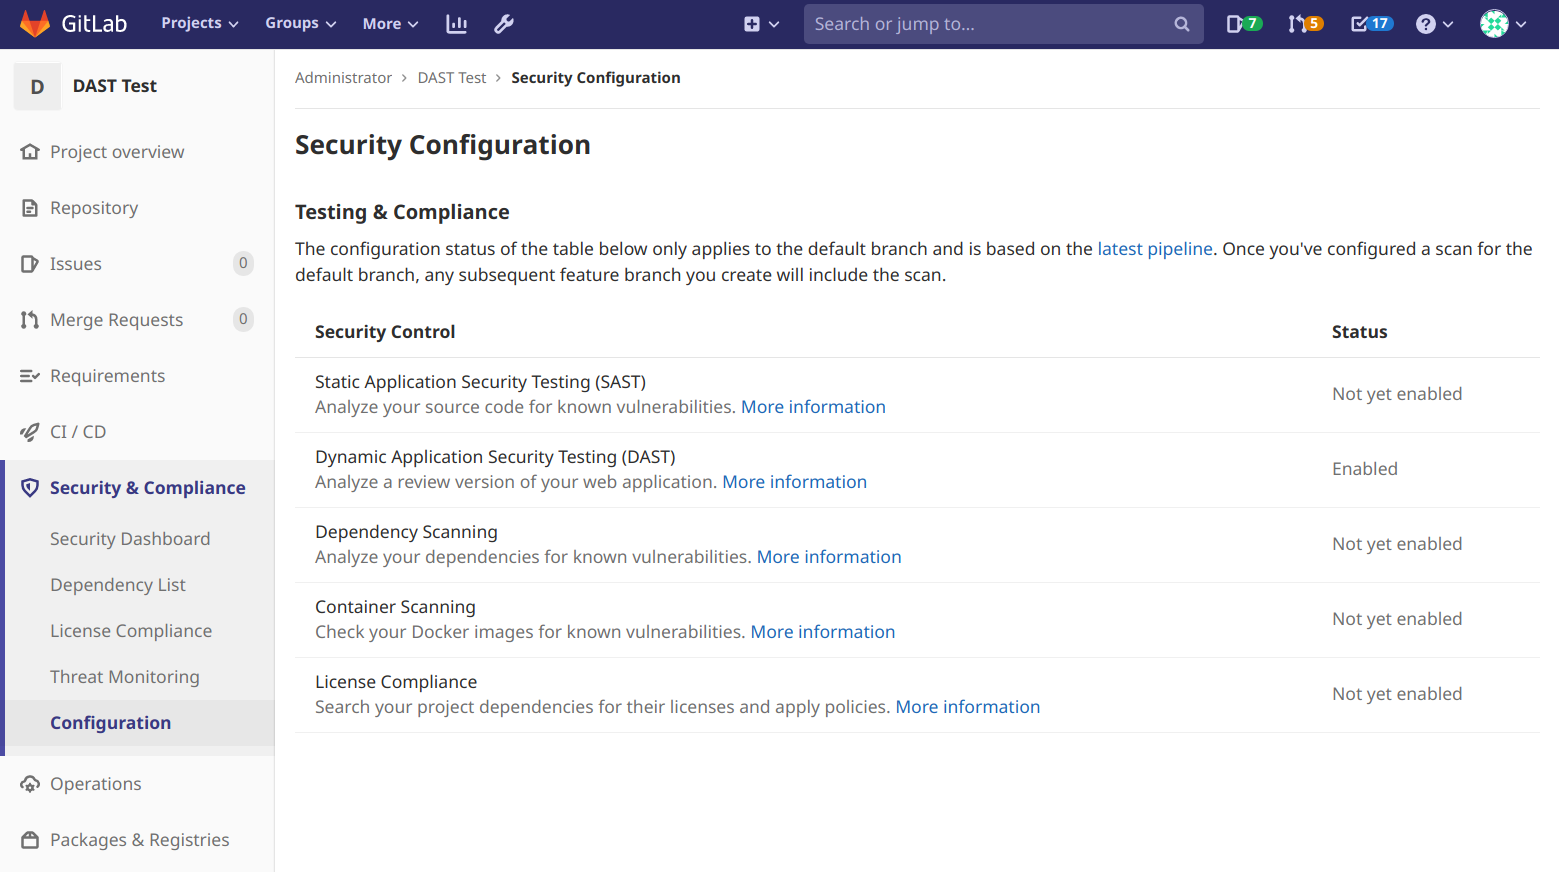 GitLab Projects Groups More Search or jump to... 7 5 17
D DAST Test
Project overview
Repository
Issues 0
Merge Requests 0
Requirements
CI / CD
Security & Compliance
Security Dashboard
Dependency List
License Compliance
Threat Monitoring
Configuration
Operations
Packages & Registries
Administrator > DAST Test > Security Configuration
Security Configuration
Testing & Compliance
The configuration status of the table below only applies to the default branch and is based on the latest pipeline. Once you've configured a scan for the
default branch, any subsequent feature branch you create will include the scan.
Security Control Status
Static Application Security Testing (SAST)
Analyze your source code for known vulnerabilities. More information
Not yet enabled
Dynamic Application Security Testing (DAST)
Analyze a review version of your web application. More information
Enabled
Dependency Scanning
Analyze your dependencies for known vulnerabilities. More information
Not yet enabled
Container Scanning
Check your Docker images for known vulnerabilities. More information
Not yet enabled
License Compliance
Search your project dependencies for their licenses and apply policies. More information
Not yet enabled